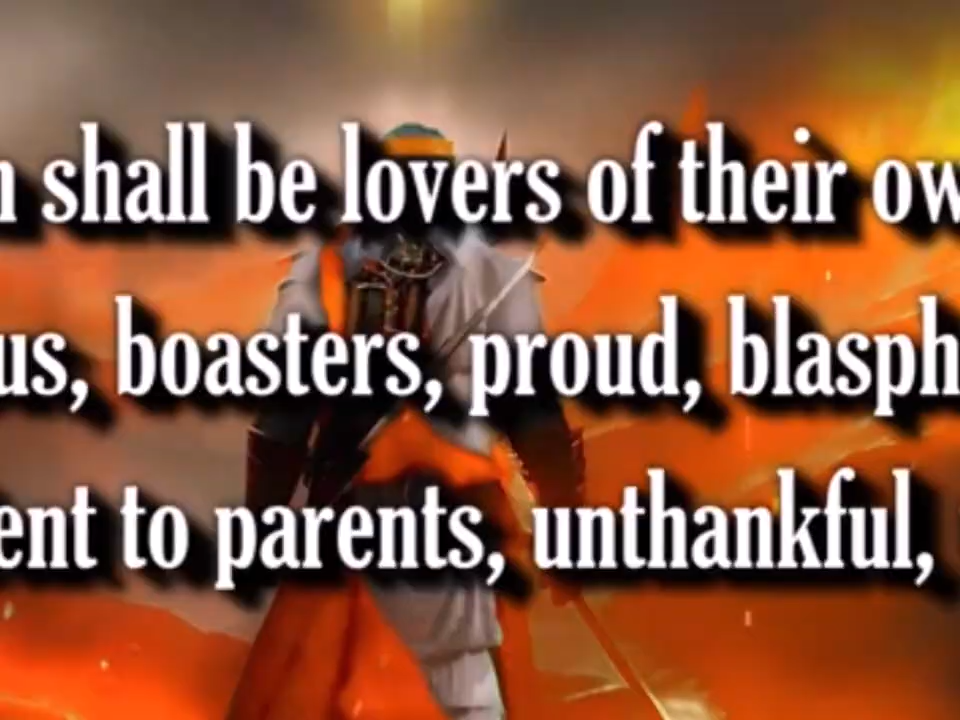 n shall be lovers of their ow
us, boasters, proud, blasph
ent to parents, unthankful,